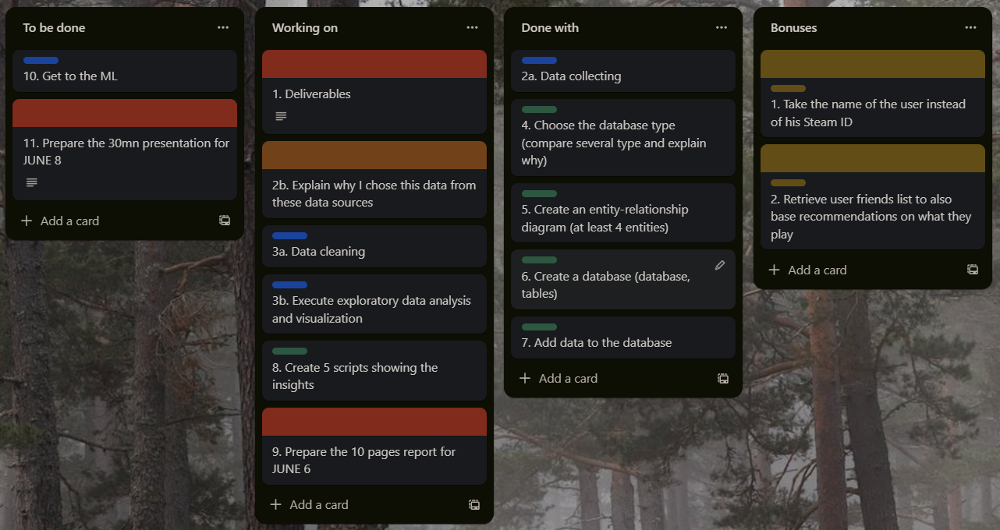 To be done
10. Get to the ML
11. Prepare the 30mn presentation for
JUNE 8
Add a card
Working on
1. Deliverables
2b. Explain why I chose this data from
these data sources
3a. Data cleaning
3b. Execute exploratory data analysis
and visualization
8. Create 5 scripts showing the
insights
9. Prepare the 10 pages report for
JUNE 6
Add a card
Done with
2a. Data collecting
4. Choose the database type
(compare several type and explain
why)
5. Create an entity-relationship
diagram (at least 4 entities)
6. Create a database (database,
tables)
7. Add data to the database
Add a card
Bonuses
1. Take the name of the user instead
of his Steam ID
2. Retrieve user friends list to also
base recommendations on what they
play
Add a card